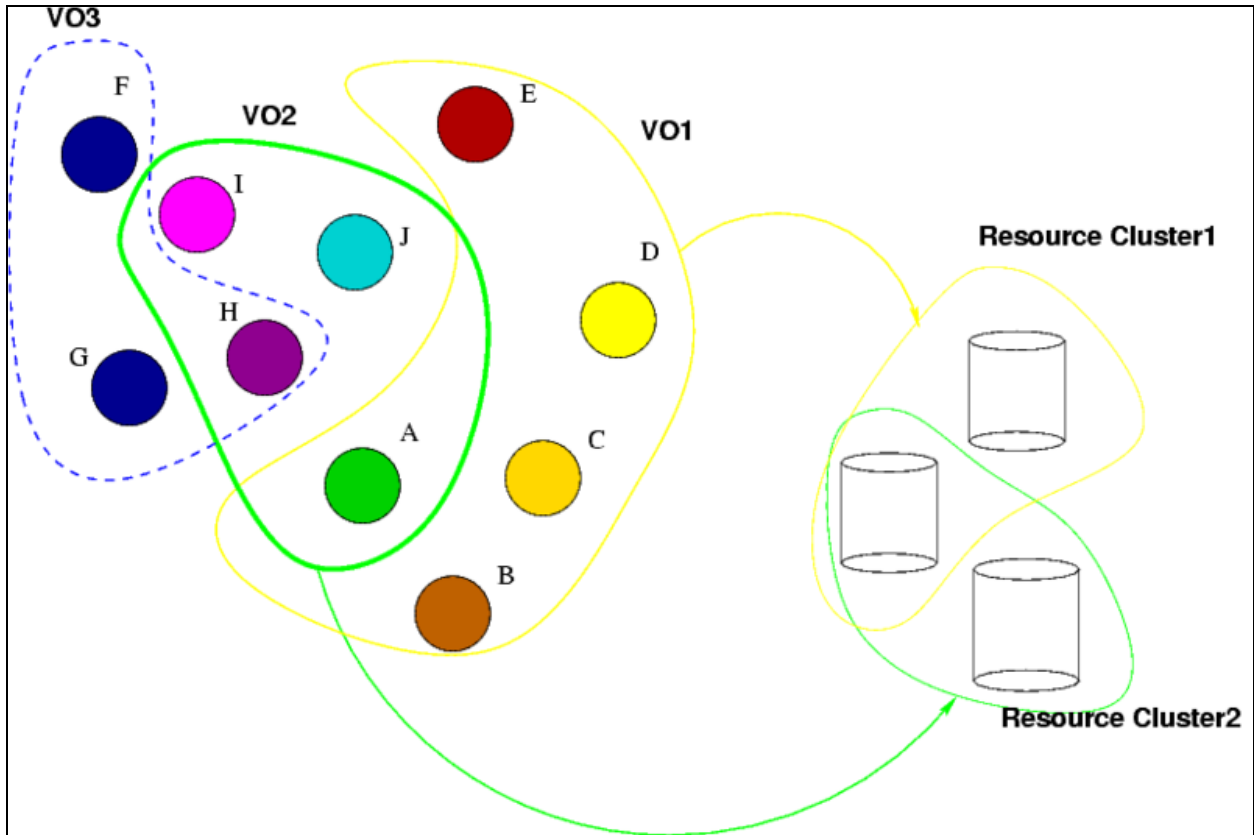 VO3
F
E
VO2
VO1
I
J
D
Resource Cluster1
H
G
A
C
B
Resource Cluster2